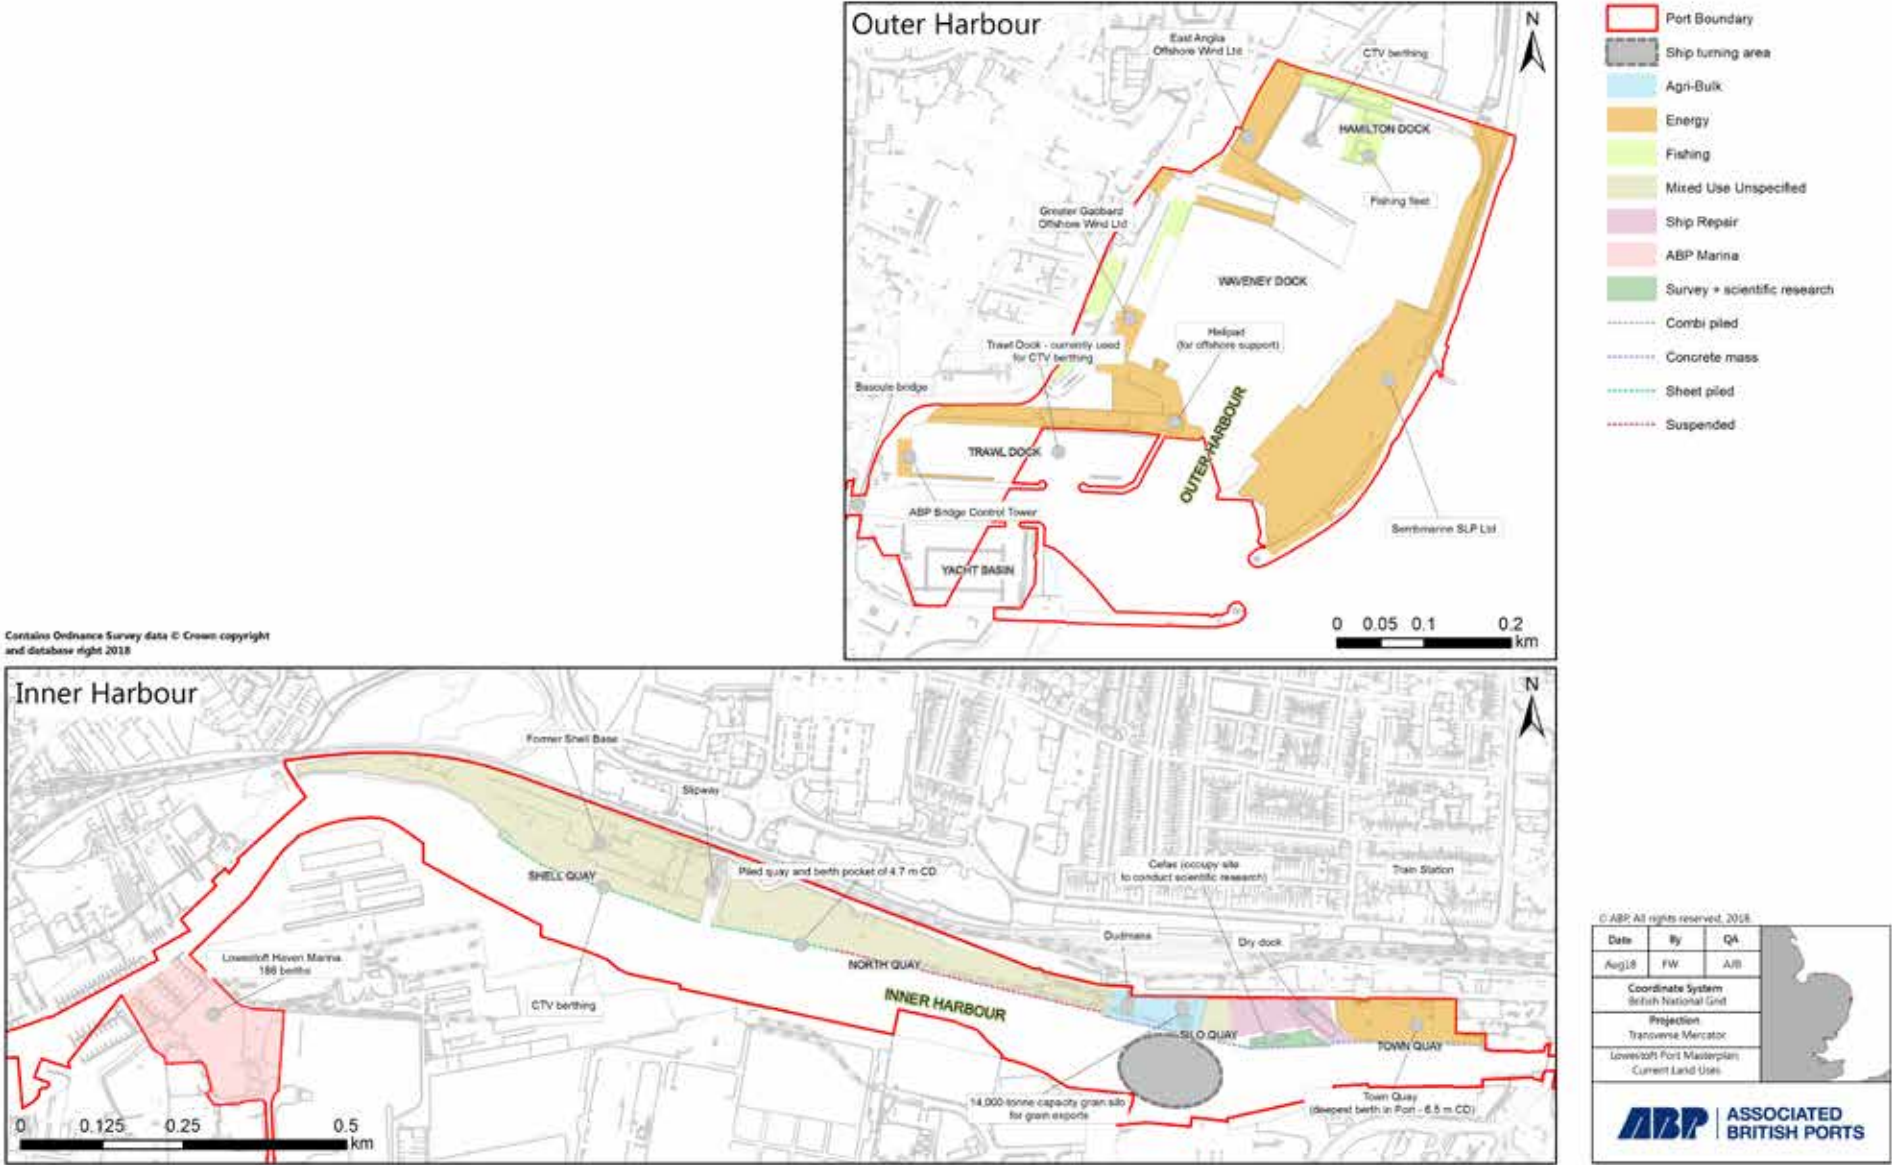 Outer Harbour
N
East Anglia
Offshore Wind Ltd
CTV berthing
HAMILTON DOCK
Fishing fleet
Greater Gabbard
Offshore Wind Ltd
WAVENEY DOCK
Helipad
(for offshore support)
Trawl Dock - currently used
for CTV berthing
Bascule bridge
OUTER HARBOUR
TRAWL DOCK
ABP Bridge Control Tower
Sembmarine SLP Ltd
YACHT BASIN
0 0.05 0.1 0.2
km
Port Boundary
Ship turning area
Agri-Bulk
Energy
Fishing
Mixed Use Unspecified
Ship Repair
ABP Marina
Survey + scientific research
Combi piled
Concrete mass
Sheet piled
Suspended
Contains Ordnance Survey data © Crown copyright
and database right 2018
Inner Harbour
N
Former Shell Base
Slipway
Piled quay and berth pocket of 4.7 m CD
SHELL QUAY
Cefas (occupy site
to conduct scientific research)
Train Station
Dudmans
Dry dock
NORTH QUAY
Lowestoft Haven Marina
186 berths
CTV berthing
INNER HARBOUR
SILO QUAY
TOWN QUAY
14,000 tonne capacity grain silo
for grain exports
Town Quay
(deepest berth in Port - 6.5 m CD)
0 0.125 0.25 0.5
km
© ABP, All rights reserved, 2018.
Date By QA
Aug18 FW AJB
Coordinate System
British National Grid
Projection
Transverse Mercator
Lowestoft Port Masterplan
Current Land Uses
ABP ASSOCIATED
BRITISH PORTS